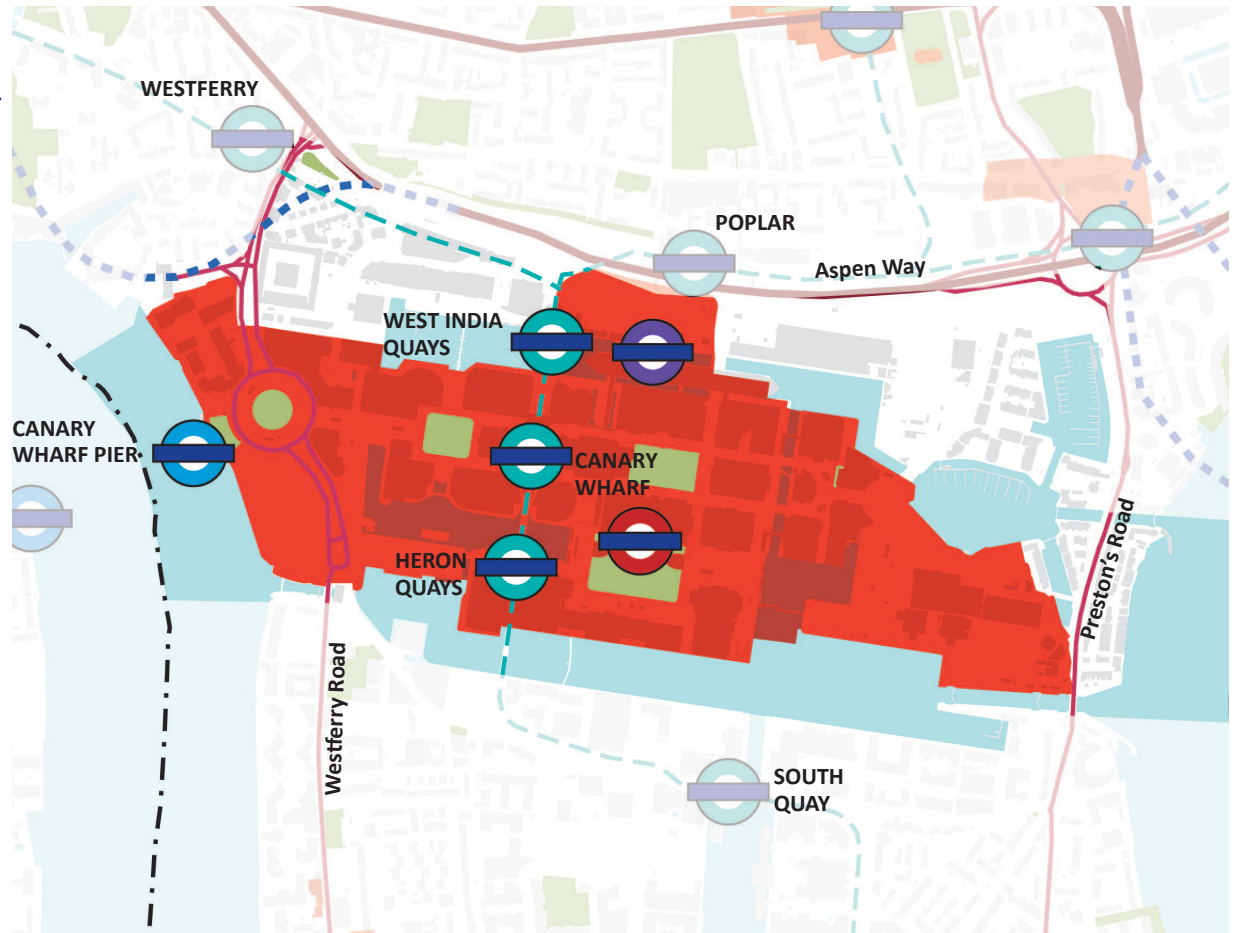 WESTFERRY
POPLAR
Aspen Way
WEST INDIA
QUAYS
CANARY
WHARF PIER
CANARY
WHARF
HERON
QUAYS
Preston's Road
Westferry Road
SOUTH
QUAY